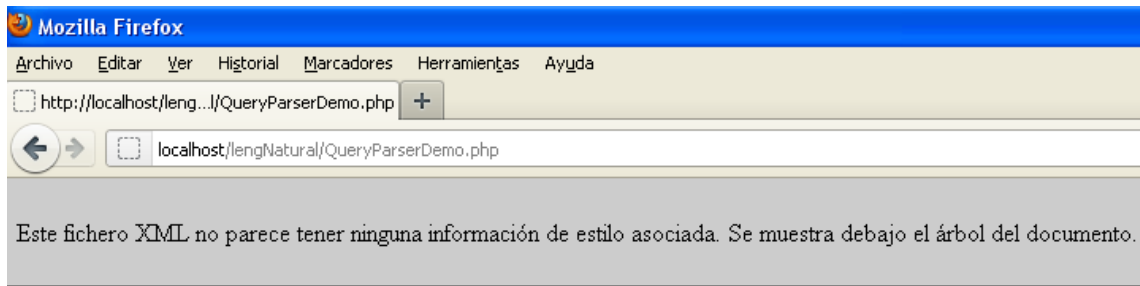 Mozilla Firefox
Archivo Editar Ver Historial Marcadores Herramientas Ayuda
http://localhost/leng...l/QueryParserDemo.php +
localhost/lengNatural/QueryParserDemo.php
Este fichero XML no parece tener ninguna información de estilo asociada. Se muestra debajo el árbol del documento.